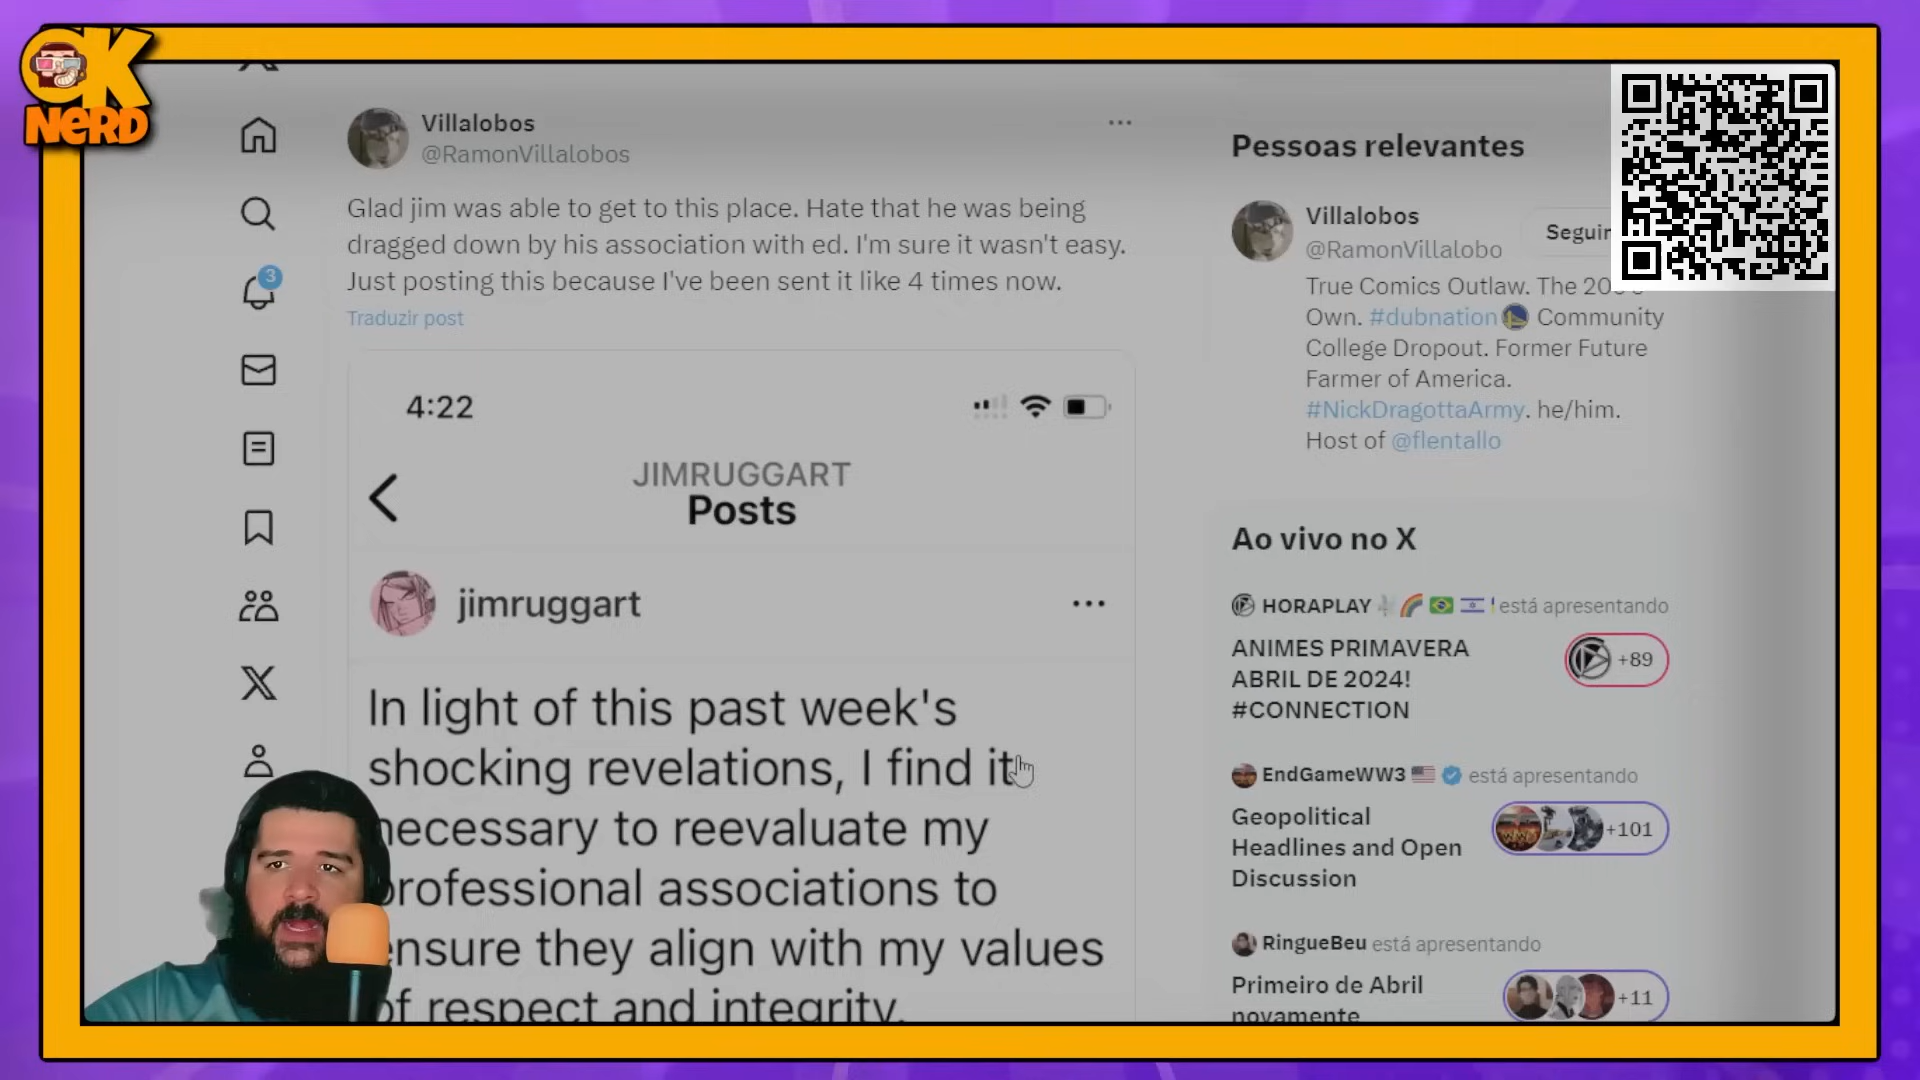 OK
NERD
Villalobos
@RamonVillalobos
Glad jim was able to get to this place. Hate that he was being
dragged down by his association with ed. I'm sure it wasn't easy.
Just posting this because I've been sent it like 4 times now.
Traduzir post
4:22
JIMRUGGART
Posts
jimruggart
In light of this past week's
shocking revelations, I find it
necessary to reevaluate my
professional associations to
ensure they align with my values
of respect and integrity.
3
Pessoas relevantes
Villalobos
@RamonVillalobo
Seguir
True Comics Outlaw. The
Own. #dubnation Community
College Dropout. Former Future
Farmer of America.
#NickDragottaArmy. he/him.
Host of @flentallo
Ao vivo no X
HORAPLAY está apresentando
ANIMES PRIMAVERA
ABRIL DE 2024!
#CONNECTION
+89
EndGameWW3 está apresentando
Geopolitical
Headlines and Open
Discussion
+101
RingueBeu está apresentando
Primeiro de Abril
novamente
+11